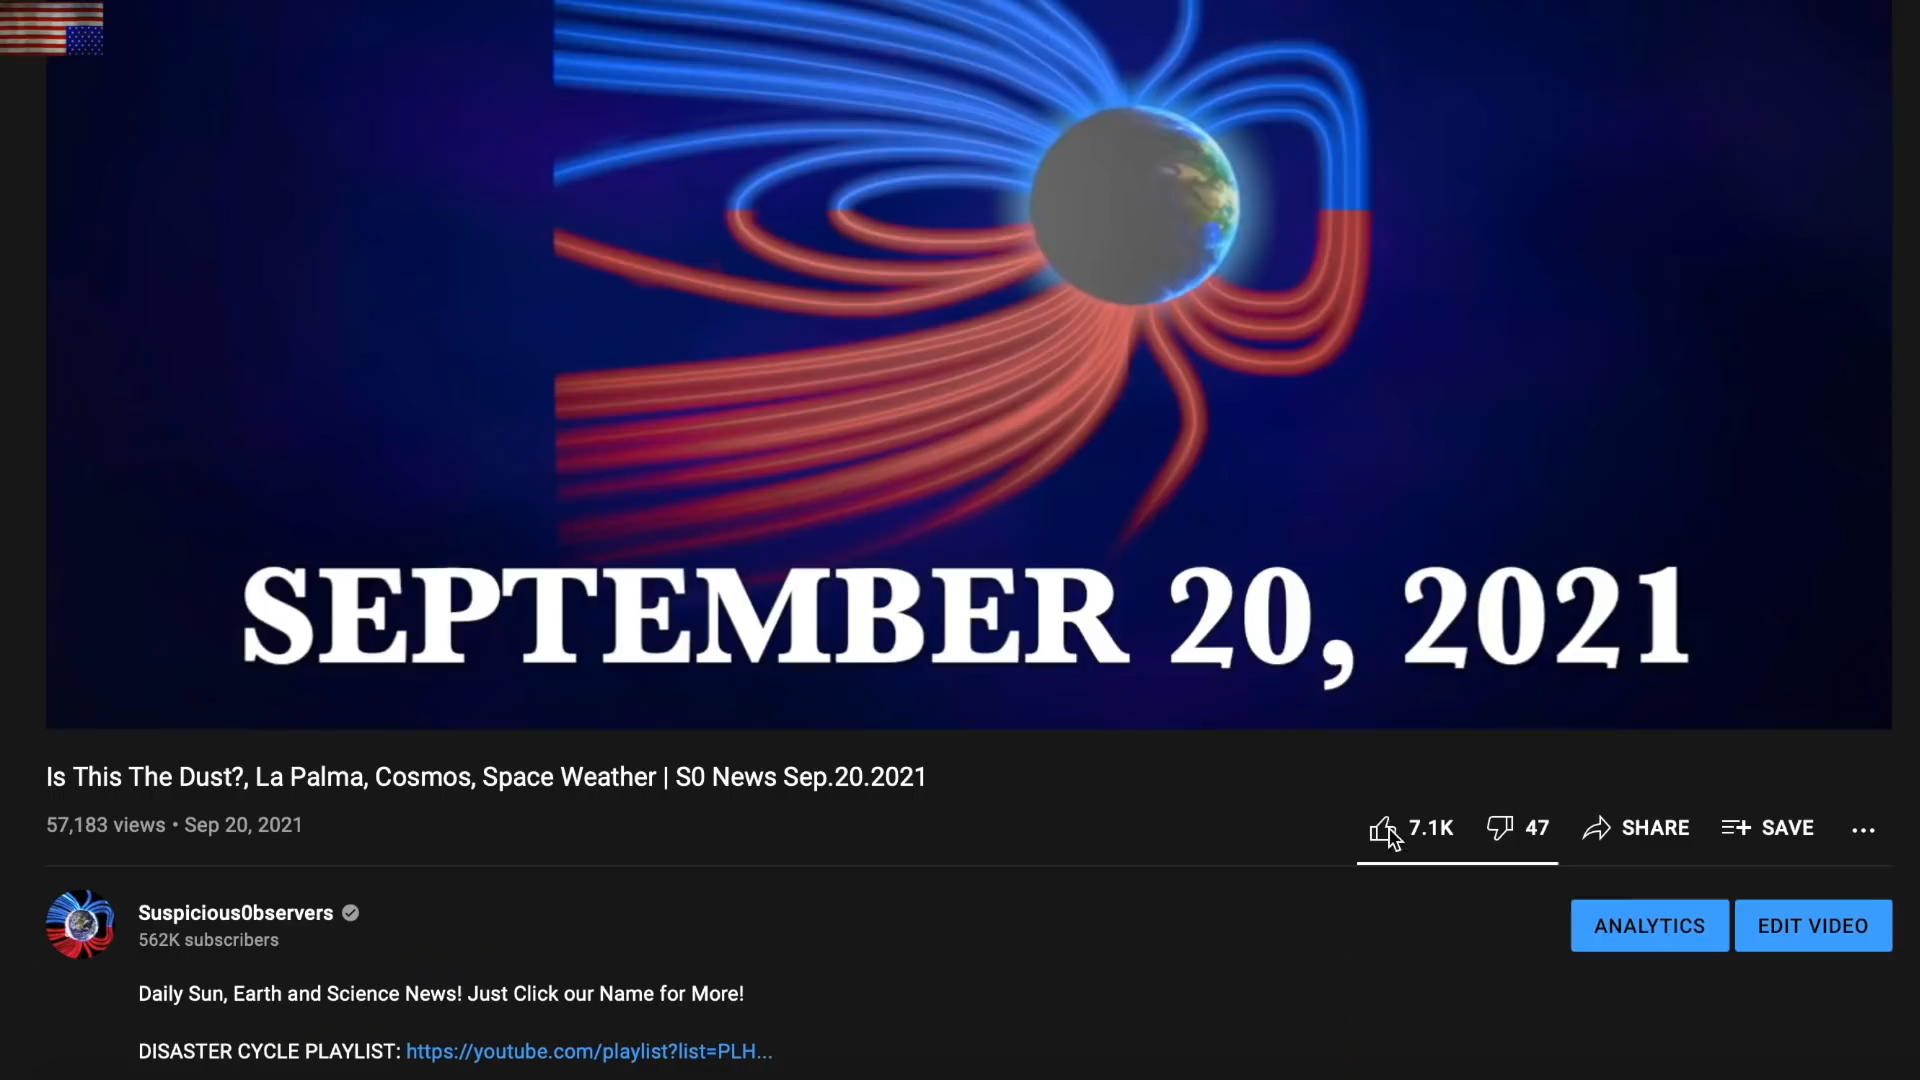 SEPTEMBER 20, 2021
Is This The Dust?, La Palma, Cosmos, Space Weather | S0 News Sep.20.2021
57,183 views • Sep 20, 2021
7.1K 47 SHARE SAVE ...
Suspicious0bservers
562K subscribers
ANALYTICS EDIT VIDEO
Daily Sun, Earth and Science News! Just Click our Name for More!
DISASTER CYCLE PLAYLIST: https://youtube.com/playlist?list=PLH...